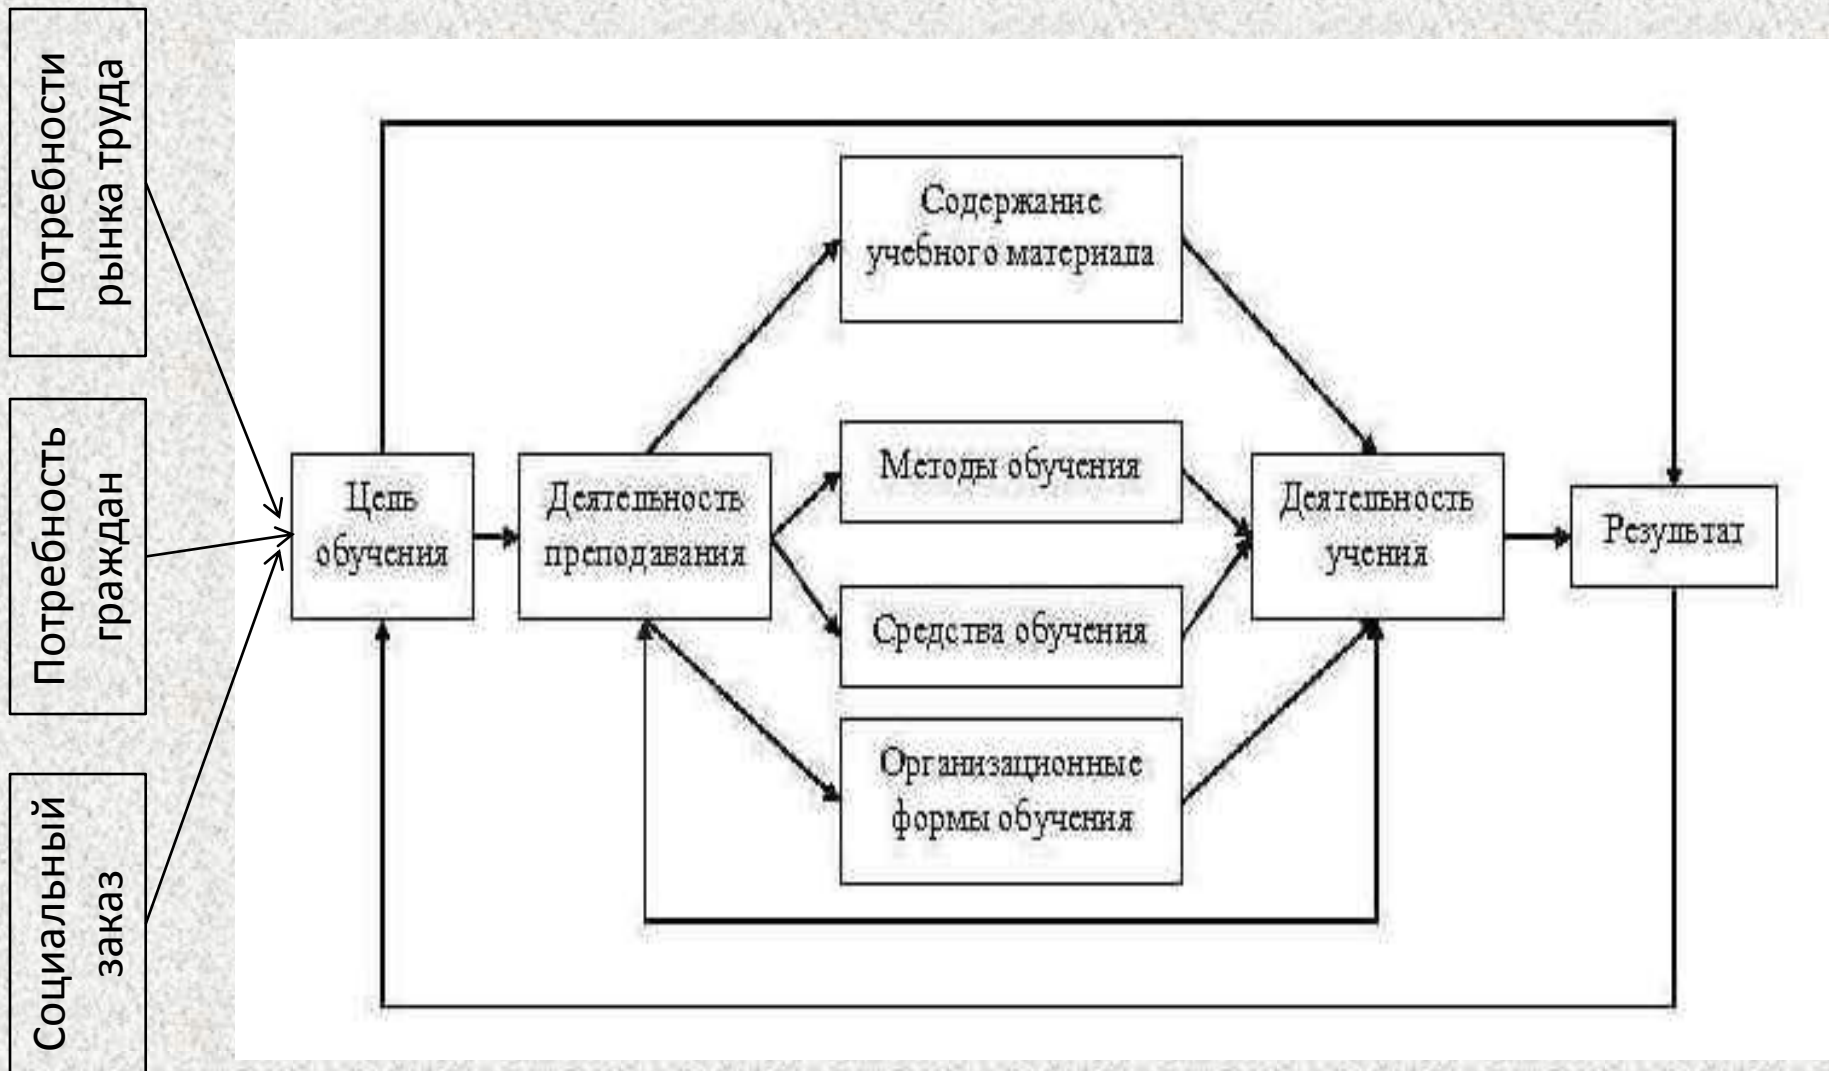 Потребности
рынка труда
Потребность
граждан
Социальный
заказ
Цель
обучения
Деятельность
преподавания
Содержание
учебного материала
Методы обучения
Средства обучения
Организационные
формы обучения
Деятельность
учения
Результат